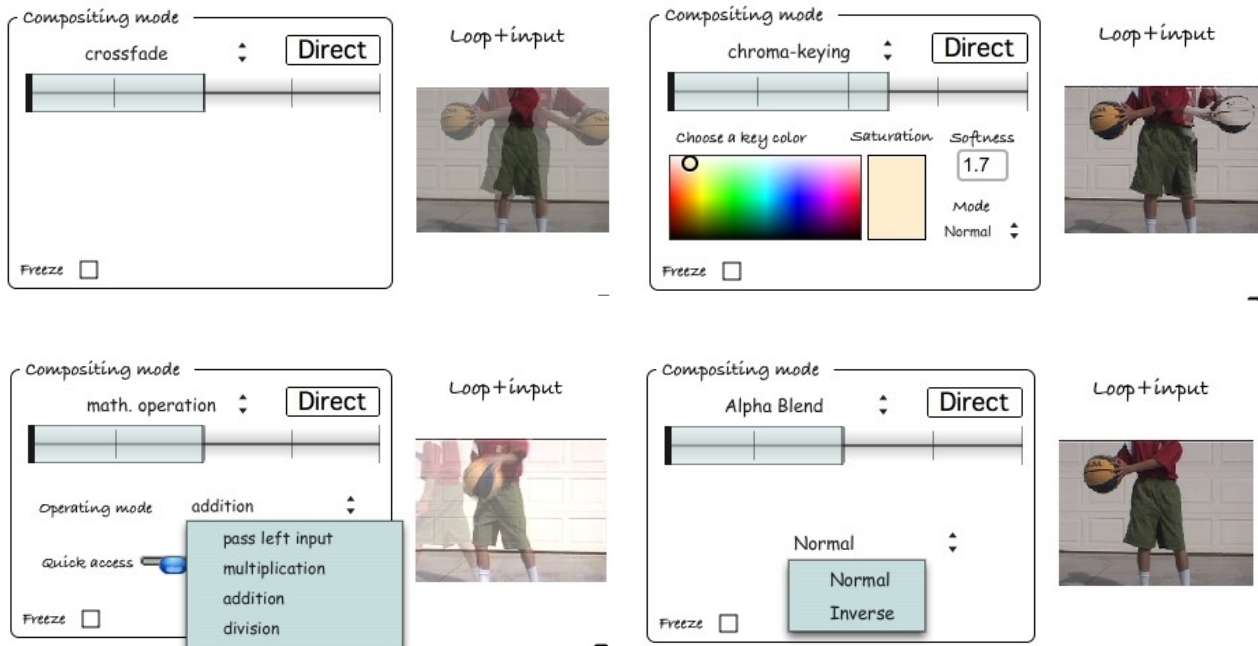 Compositing mode
crossfade
Direct
Freeze
Loop+input
Compositing mode
chroma-keying
Direct
Choose a key color
Saturation
Softness
1.7
Mode
Normal
Freeze
Loop+input
Compositing mode
math. operation
Direct
Operating mode
addition
pass left input
Quick access
multiplication
addition
Freeze
division
Loop+input
Compositing mode
Alpha Blend
Direct
Normal
Normal
Inverse
Freeze
Loop+input